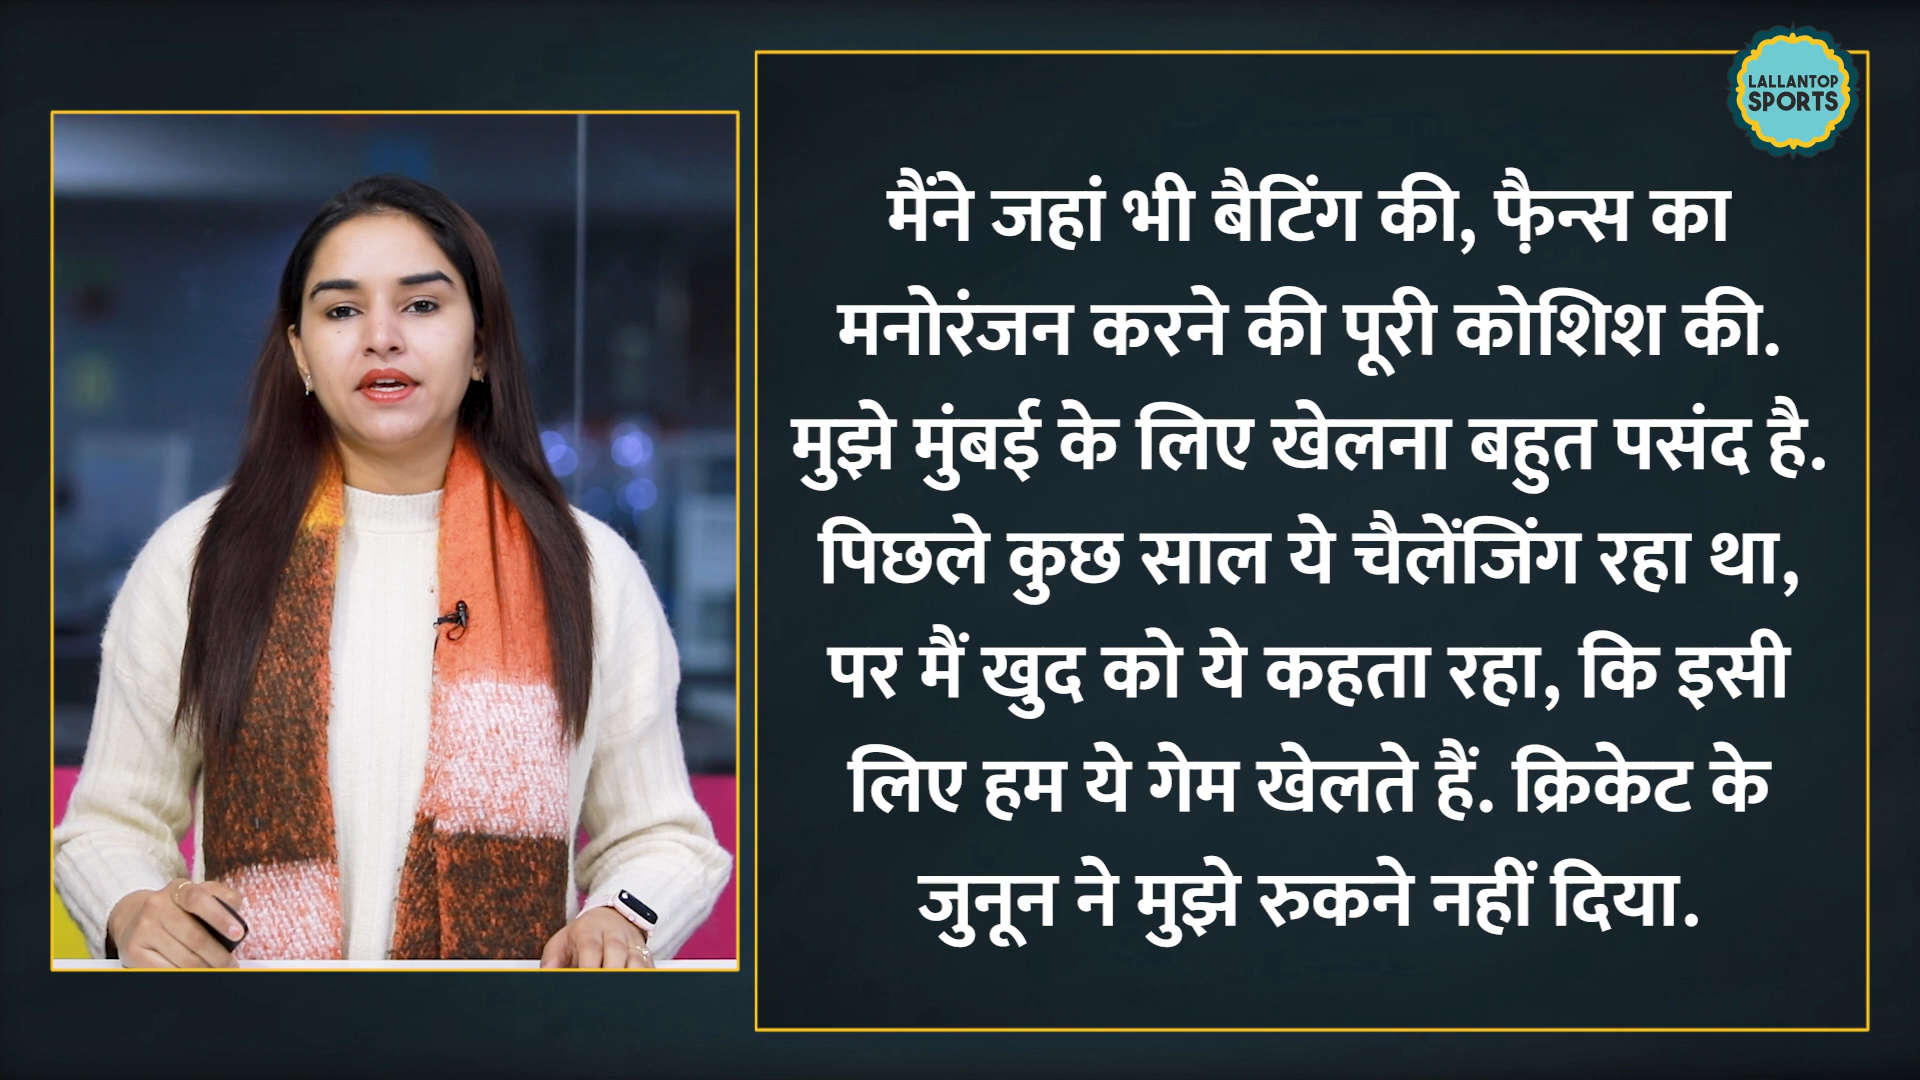 LALLANTOP
SPORTS
मैंने जहां भी बैटिंग की, फ़ैन्स का
मनोरंजन करने की पूरी कोशिश की.
मुझे मुंबई के लिए खेलना बहुत पसंद है.
पिछले कुछ साल ये चैलेंजिंग रहा था,
पर मैं खुद को ये कहता रहा, कि इसी
लिए हम ये गेम खेलते हैं. क्रिकेट के
जुनून ने मुझे रुकने नहीं दिया.